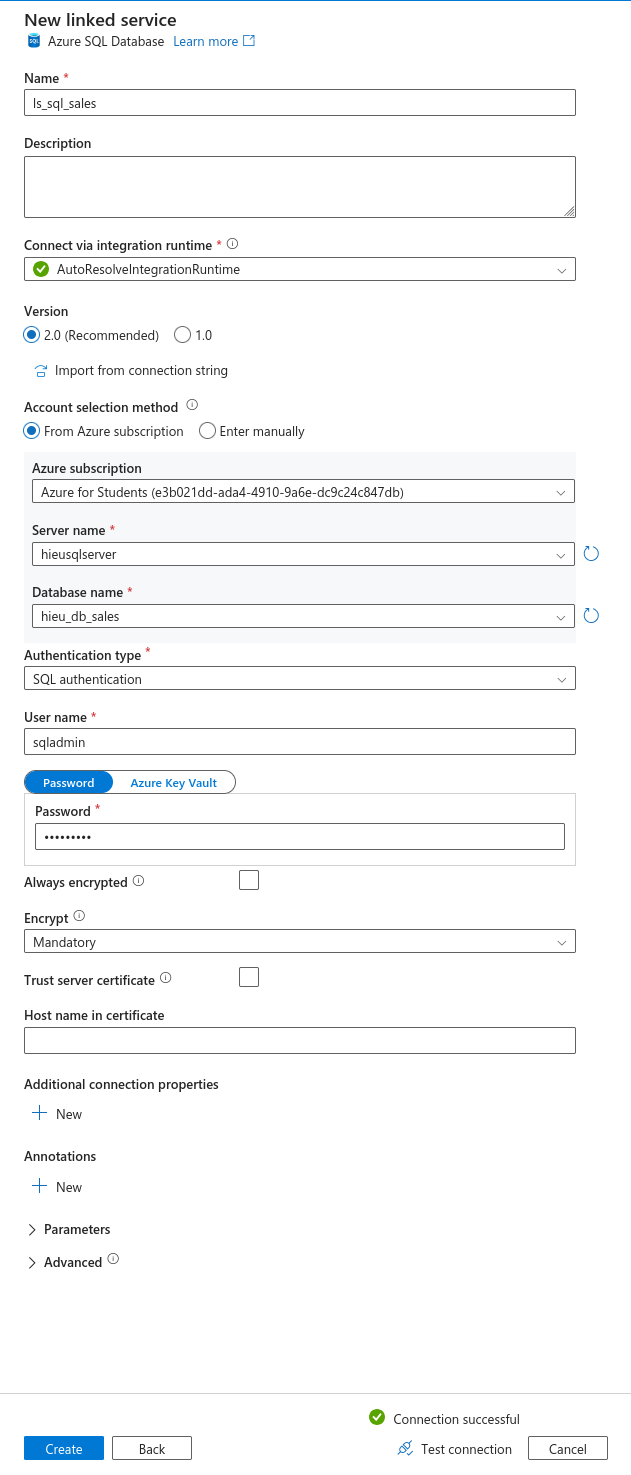 New linked service
Azure SQL Database Learn more
Name *
ls_sql_sales
Description
Connect via integration runtime *
AutoResolveIntegrationRuntime
Version
2.0 (Recommended) 1.0
Import from connection string
Account selection method
From Azure subscription Enter manually
Azure subscription
Azure for Students (e3b021dd-ada4-4910-9a6e-dc9c24c847db)
Server name *
hieusqlserver
Database name *
hieu_db_sales
Authentication type *
SQL authentication
User name *
sqladmin
Password Azure Key Vault
Password *
•••••••••
Always encrypted
Encrypt
Mandatory
Trust server certificate
Host name in certificate
Additional connection properties
New
Annotations
New
Parameters
Advanced
Connection successful
Create Back Test connection Cancel